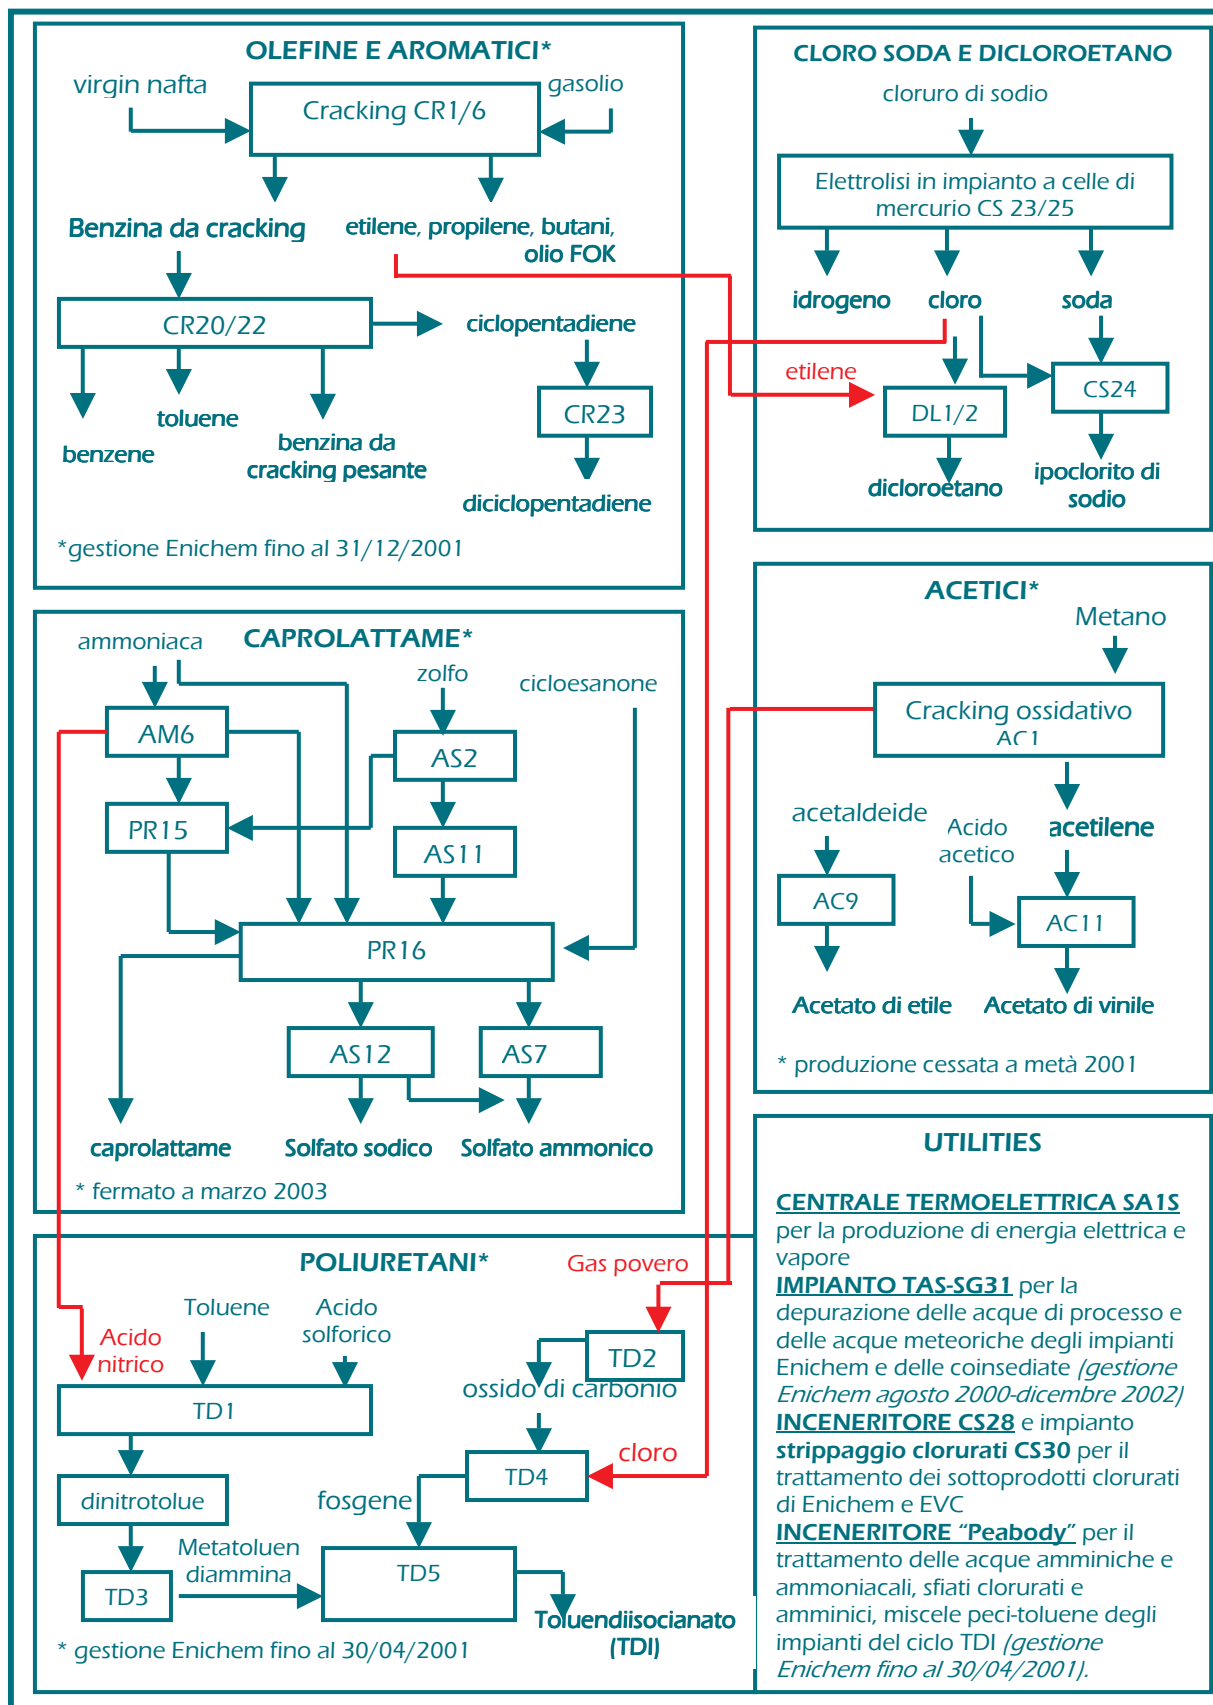 OLEFINE E AROMATICI*
virgin nafta
gasolio
Cracking CR1/6
Benzina da cracking
etilene, propilene, butani,
olio FOK
CR20/22
ciclopentadiene
CR23
toluene
benzene
benzina da
cracking pesante
diciclopentadiene
*gestione Enichem fino al 31/12/2001
CLORO SODA E DICLOROETANO
cloruro di sodio
Elettrolisi in impianto a celle di
mercurio CS 23/25
idrogeno
cloro
soda
etilene
DL1/2
CS24
dicloroetano
ipoclorito di
sodio
CAPROLATTAME*
ammoniaca
zolfo
cicloesanone
AM6
AS2
PR15
AS11
PR16
AS12
AS7
caprolattame
Solfato sodico
Solfato ammonico
* fermato a marzo 2003
ACETICI*
Metano
Cracking ossidativo
AC1
acetaldeide
Acido
acetico
acetilene
AC9
AC11
Acetato di etile
Acetato di vinile
* produzione cessata a metà 2001
POLIURETANI*
Gas povero
Toluene
Acido
solforico
Acido
nitrico
TD2
ossido di carbonio
TD1
cloro
TD4
dinitrotolue
fosgene
Metatoluen
diammina
TD3
TD5
Toluendiisocianato
(TDI)
* gestione Enichem fino al 30/04/2001
UTILITIES
CENTRALE TERMOELETTRICA SA1S
per la produzione di energia elettrica e
vapore
IMPIANTO TAS-SG31 per la
depurazione delle acque di processo e
delle acque meteoriche degli impianti
Enichem e delle coinsediate (gestione
Enichem agosto 2000-dicembre 2002)
INCENERITORE CS28 e impianto
strippaggio clorurati CS30 per il
trattamento dei sottoprodotti clorurati
di Enichem e EVC
INCENERITORE “Peabody” per il
trattamento delle acque amminiche e
ammoniacali, sfiati clorurati e
amminici, miscele peci-toluene degli
impianti del ciclo TDI (gestione
Enichem fino al 30/04/2001).